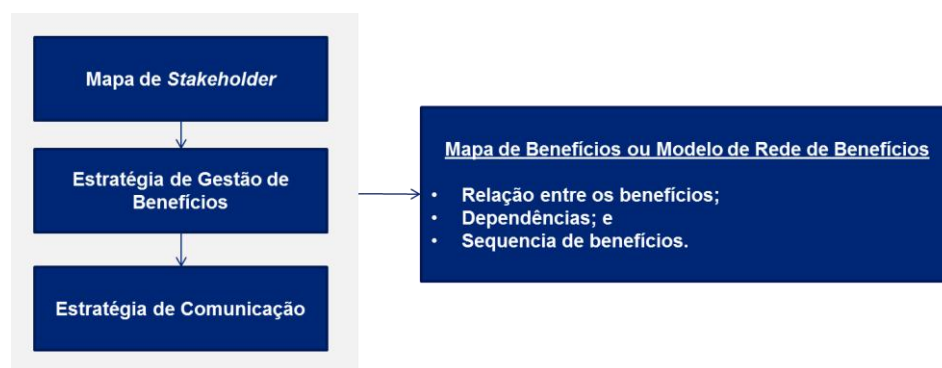 Mapa de Stakeholder
Estratégia de Gestão de
Benefícios
Estratégia de Comunicação
Mapa de Benefícios ou Modelo de Rede de Benefícios
• Relação entre os benefícios;
• Dependências; e
• Sequencia de benefícios.